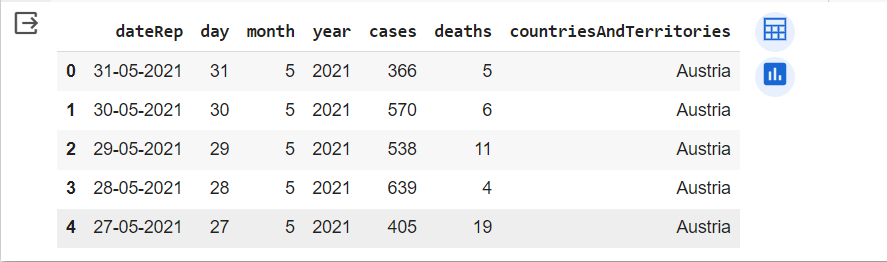 dateRep day month year cases deaths countriesAndTerritories
0 31-05-2021 31 5 2021 366 5 Austria
1 30-05-2021 30 5 2021 570 6 Austria
2 29-05-2021 29 5 2021 538 11 Austria
3 28-05-2021 28 5 2021 639 4 Austria
4 27-05-2021 27 5 2021 405 19 Austria